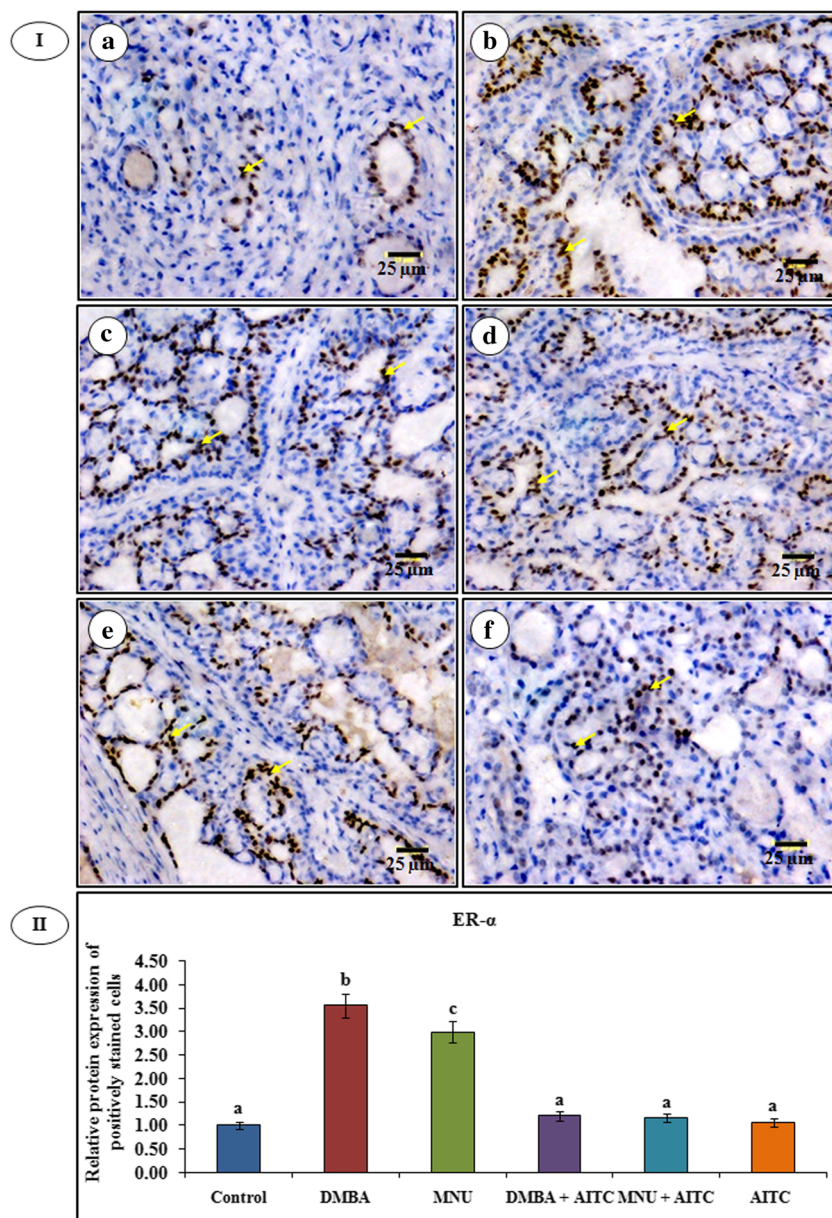 I
a
b
25 µm
25 µm
c
d
25 µm
25 µm
e
f
25 µm
25 µm
II
ER-α
Relative protein expression of
positively stained cells
4.50
4.00
3.50
3.00
2.50
2.00
1.50
1.00
0.50
0.00
a
b
c
a
a
a
Control
DMBA
MNU
DMBA + AITC
MNU + AITC
AITC